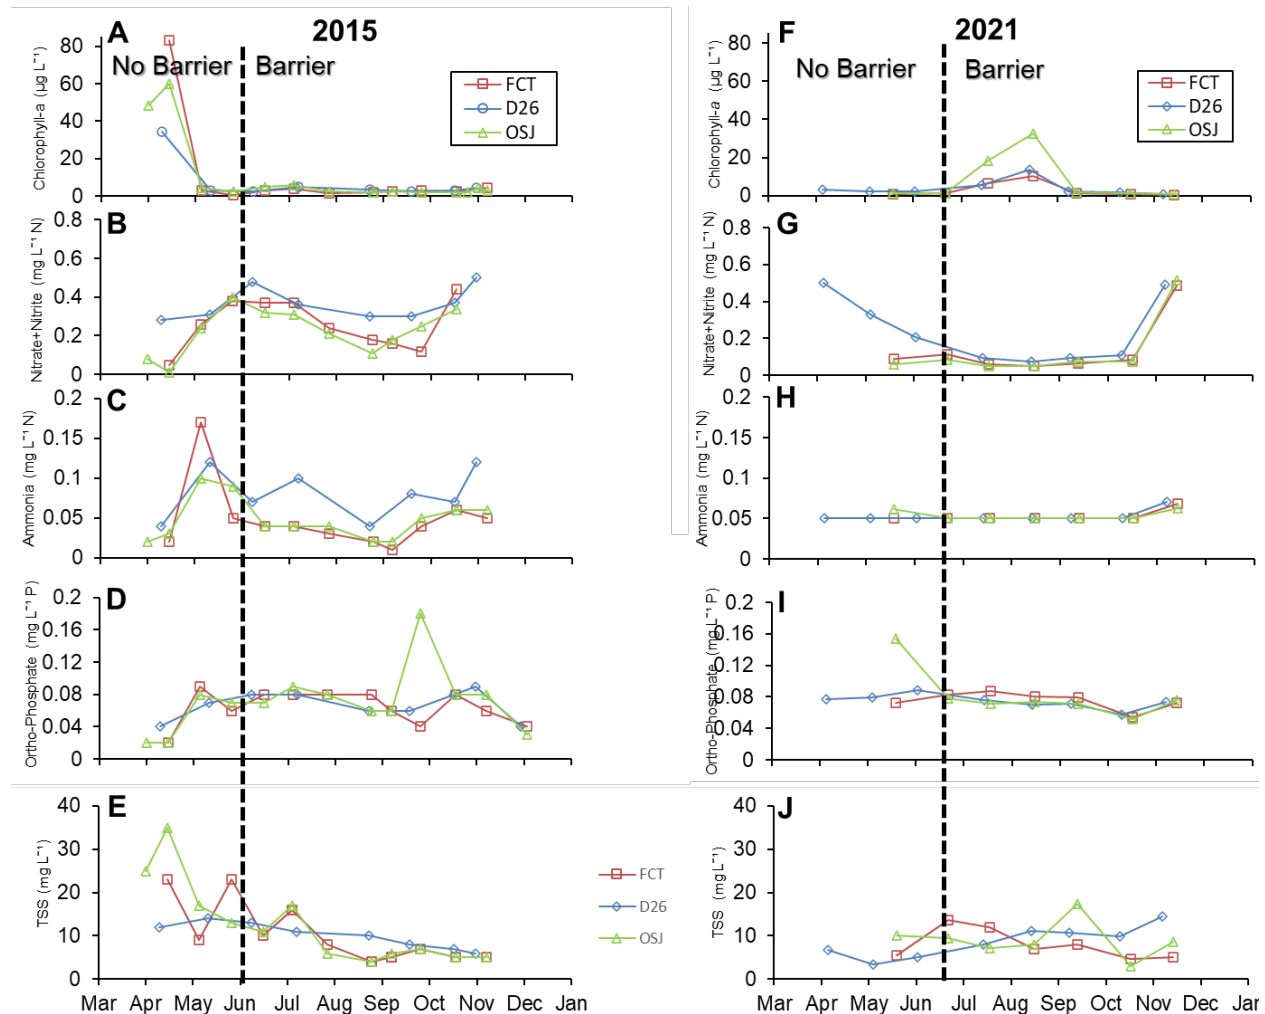 2015
A
No Barrier
Barrier
Chlorophyll-a (µg L⁻¹)
80
60
40
20
0
FCT
D26
OSJ
B
Nitrate+Nitrite (mg L⁻¹ N)
0.8
0.6
0.4
0.2
0
C
Ammonia (mg L⁻¹ N)
0.2
0.15
0.1
0.05
0
D
Ortho-Phosphate (mg L⁻¹ P)
0.2
0.16
0.12
0.08
0.04
0
E
TSS (mg L⁻¹)
40
30
20
10
0
Mar Apr May Jun Jul Aug Sep Oct Nov Dec Jan
FCT
D26
OSJ
2021
F
No Barrier
Barrier
Chlorophyll-a (µg L⁻¹)
80
60
40
20
0
FCT
D26
OSJ
G
Nitrate+Nitrite (mg L⁻¹ N)
0.8
0.6
0.4
0.2
0
H
Ammonia (mg L⁻¹ N)
0.2
0.15
0.1
0.05
0
I
Ortho-Phosphate (mg L⁻¹ P)
0.2
0.16
0.12
0.08
0.04
0
J
TSS (mg L⁻¹)
40
30
20
10
0
Mar Apr May Jun Jul Aug Sep Oct Nov Dec Jan